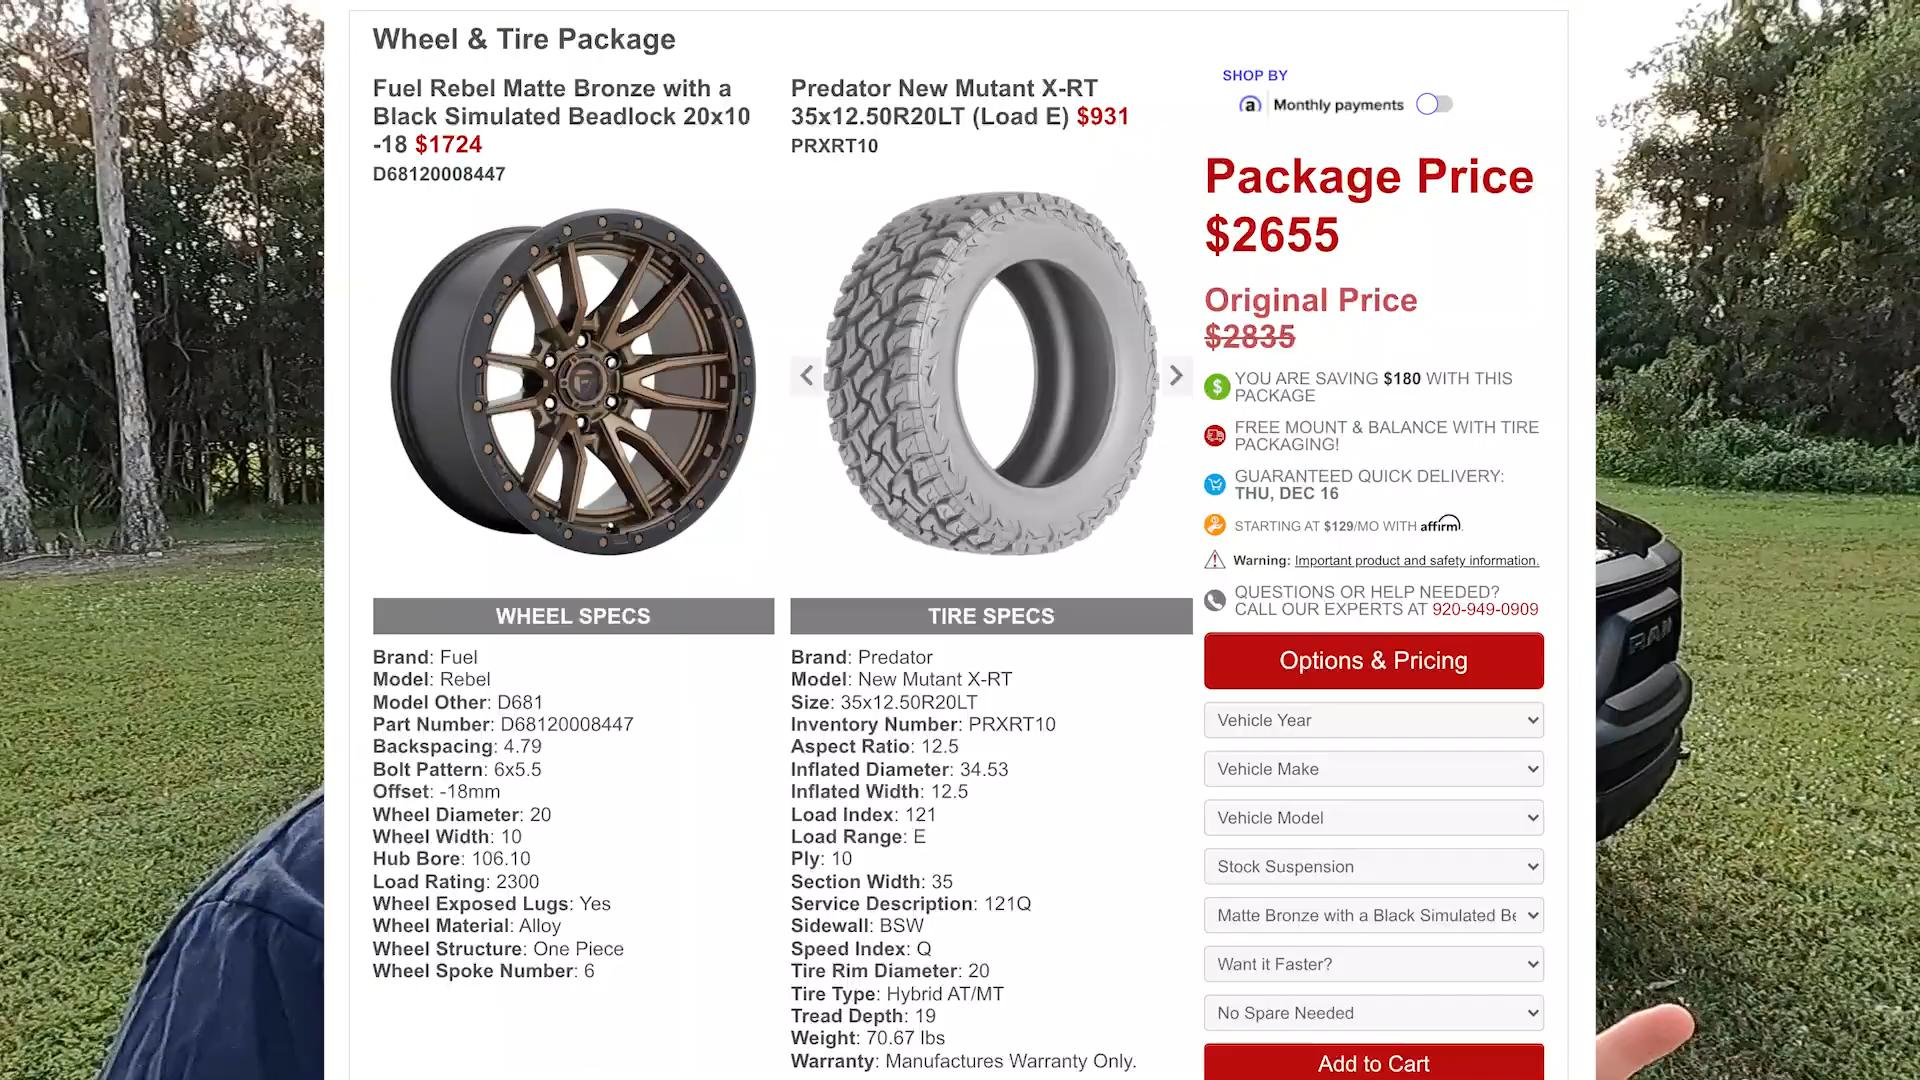 Wheel & Tire Package
Fuel Rebel Matte Bronze with a
Black Simulated Beadlock 20x10
-18 $1724
D68120008447
Predator New Mutant X-RT
35x12.50R20LT (Load E) $931
PRXRT10
SHOP BY
a Monthly payments
Package Price
$2655
Original Price
$2835
YOU ARE SAVING $180 WITH THIS
PACKAGE
FREE MOUNT & BALANCE WITH TIRE
PACKAGING!
GUARANTEED QUICK DELIVERY:
THU, DEC 16
STARTING AT $129/MO WITH affirm
Warning: Important product and safety information.
QUESTIONS OR HELP NEEDED?
CALL OUR EXPERTS AT 920-949-0909
Options & Pricing
Vehicle Year
Vehicle Make
Vehicle Model
Stock Suspension
Matte Bronze with a Black Simulated Be
Want it Faster?
No Spare Needed
Add to Cart
WHEEL SPECS
Brand: Fuel
Model: Rebel
Model Other: D681
Part Number: D68120008447
Backspacing: 4.79
Bolt Pattern: 6x5.5
Offset: -18mm
Wheel Diameter: 20
Wheel Width: 10
Hub Bore: 106.10
Load Rating: 2300
Wheel Exposed Lugs: Yes
Wheel Material: Alloy
Wheel Structure: One Piece
Wheel Spoke Number: 6
TIRE SPECS
Brand: Predator
Model: New Mutant X-RT
Size: 35x12.50R20LT
Inventory Number: PRXRT10
Aspect Ratio: 12.5
Inflated Diameter: 34.53
Inflated Width: 12.5
Load Index: 121
Load Range: E
Ply: 10
Section Width: 35
Service Description: 121Q
Sidewall: BSW
Speed Index: Q
Tire Rim Diameter: 20
Tire Type: Hybrid AT/MT
Tread Depth: 19
Weight: 70.67 lbs
Warranty: Manufactures Warranty Only.
RAM